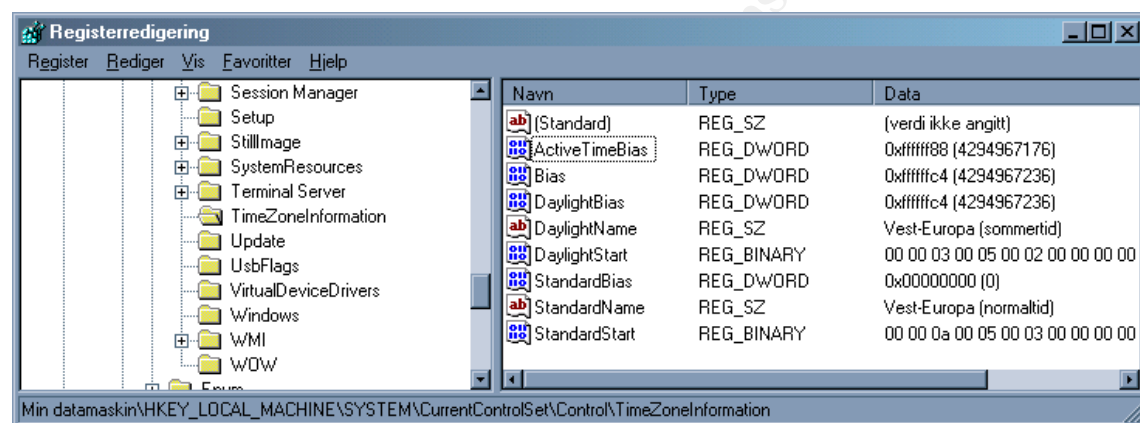 Registerredigering
Register Rediger Vis Favoritter Hjelp
Session Manager
Setup
StillImage
SystemResources
Terminal Server
TimeZoneInformation
Update
UsbFlags
VirtualDeviceDrivers
Windows
WMI
WOW
Enum
Navn Type Data
(Standard) REG_SZ (verdi ikke angitt)
ActiveTimeBias REG_DWORD 0xffffff88 (4294967176)
Bias REG_DWORD 0xffffffc4 (4294967236)
DaylightBias REG_DWORD 0xffffffc4 (4294967236)
DaylightName REG_SZ Vest-Europa (sommertid)
DaylightStart REG_BINARY 00 00 03 00 05 00 02 00 00 00 00 00
StandardBias REG_DWORD 0x00000000 (0)
StandardName REG_SZ Vest-Europa (normaltid)
StandardStart REG_BINARY 00 00 0a 00 05 00 03 00 00 00 00 00
Min datamaskin\HKEY_LOCAL_MACHINE\SYSTEM\CurrentControlSet\Control\TimeZoneInformation